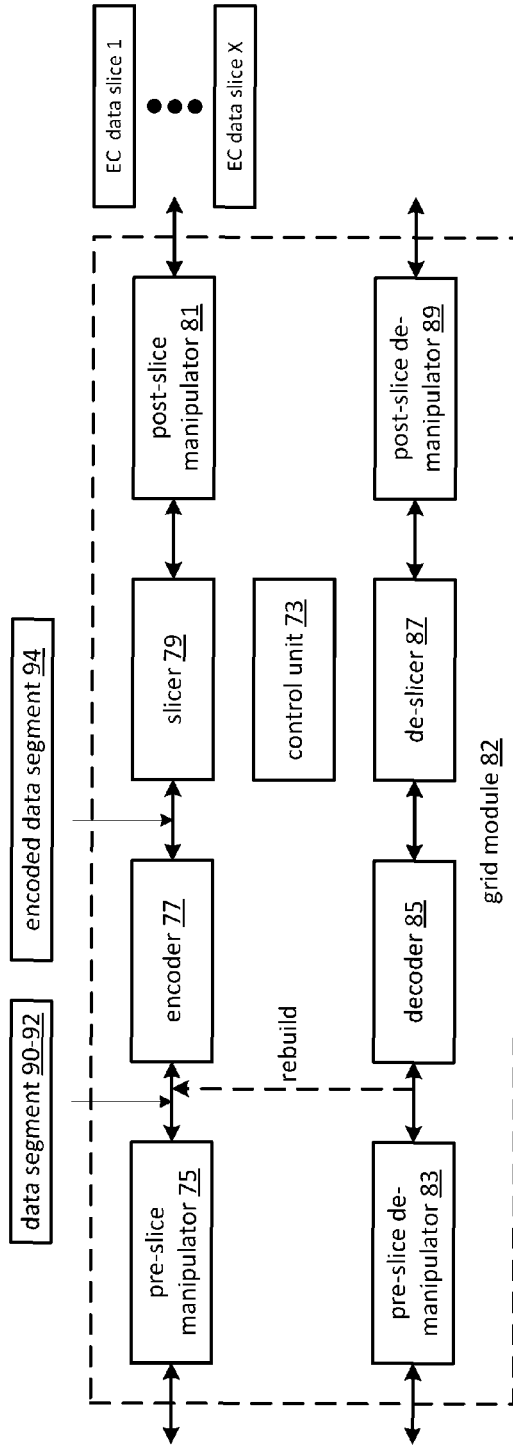 data segment 90-92
encoded data segment 94
EC data slice 1
EC data slice X
pre-slice
manipulator 75
encoder 77
slicer 79
post-slice
manipulator 81
rebuild
control unit 73
pre-slice de-
manipulator 83
decoder 85
de-slicer 87
post-slice de-
manipulator 89
grid module 82